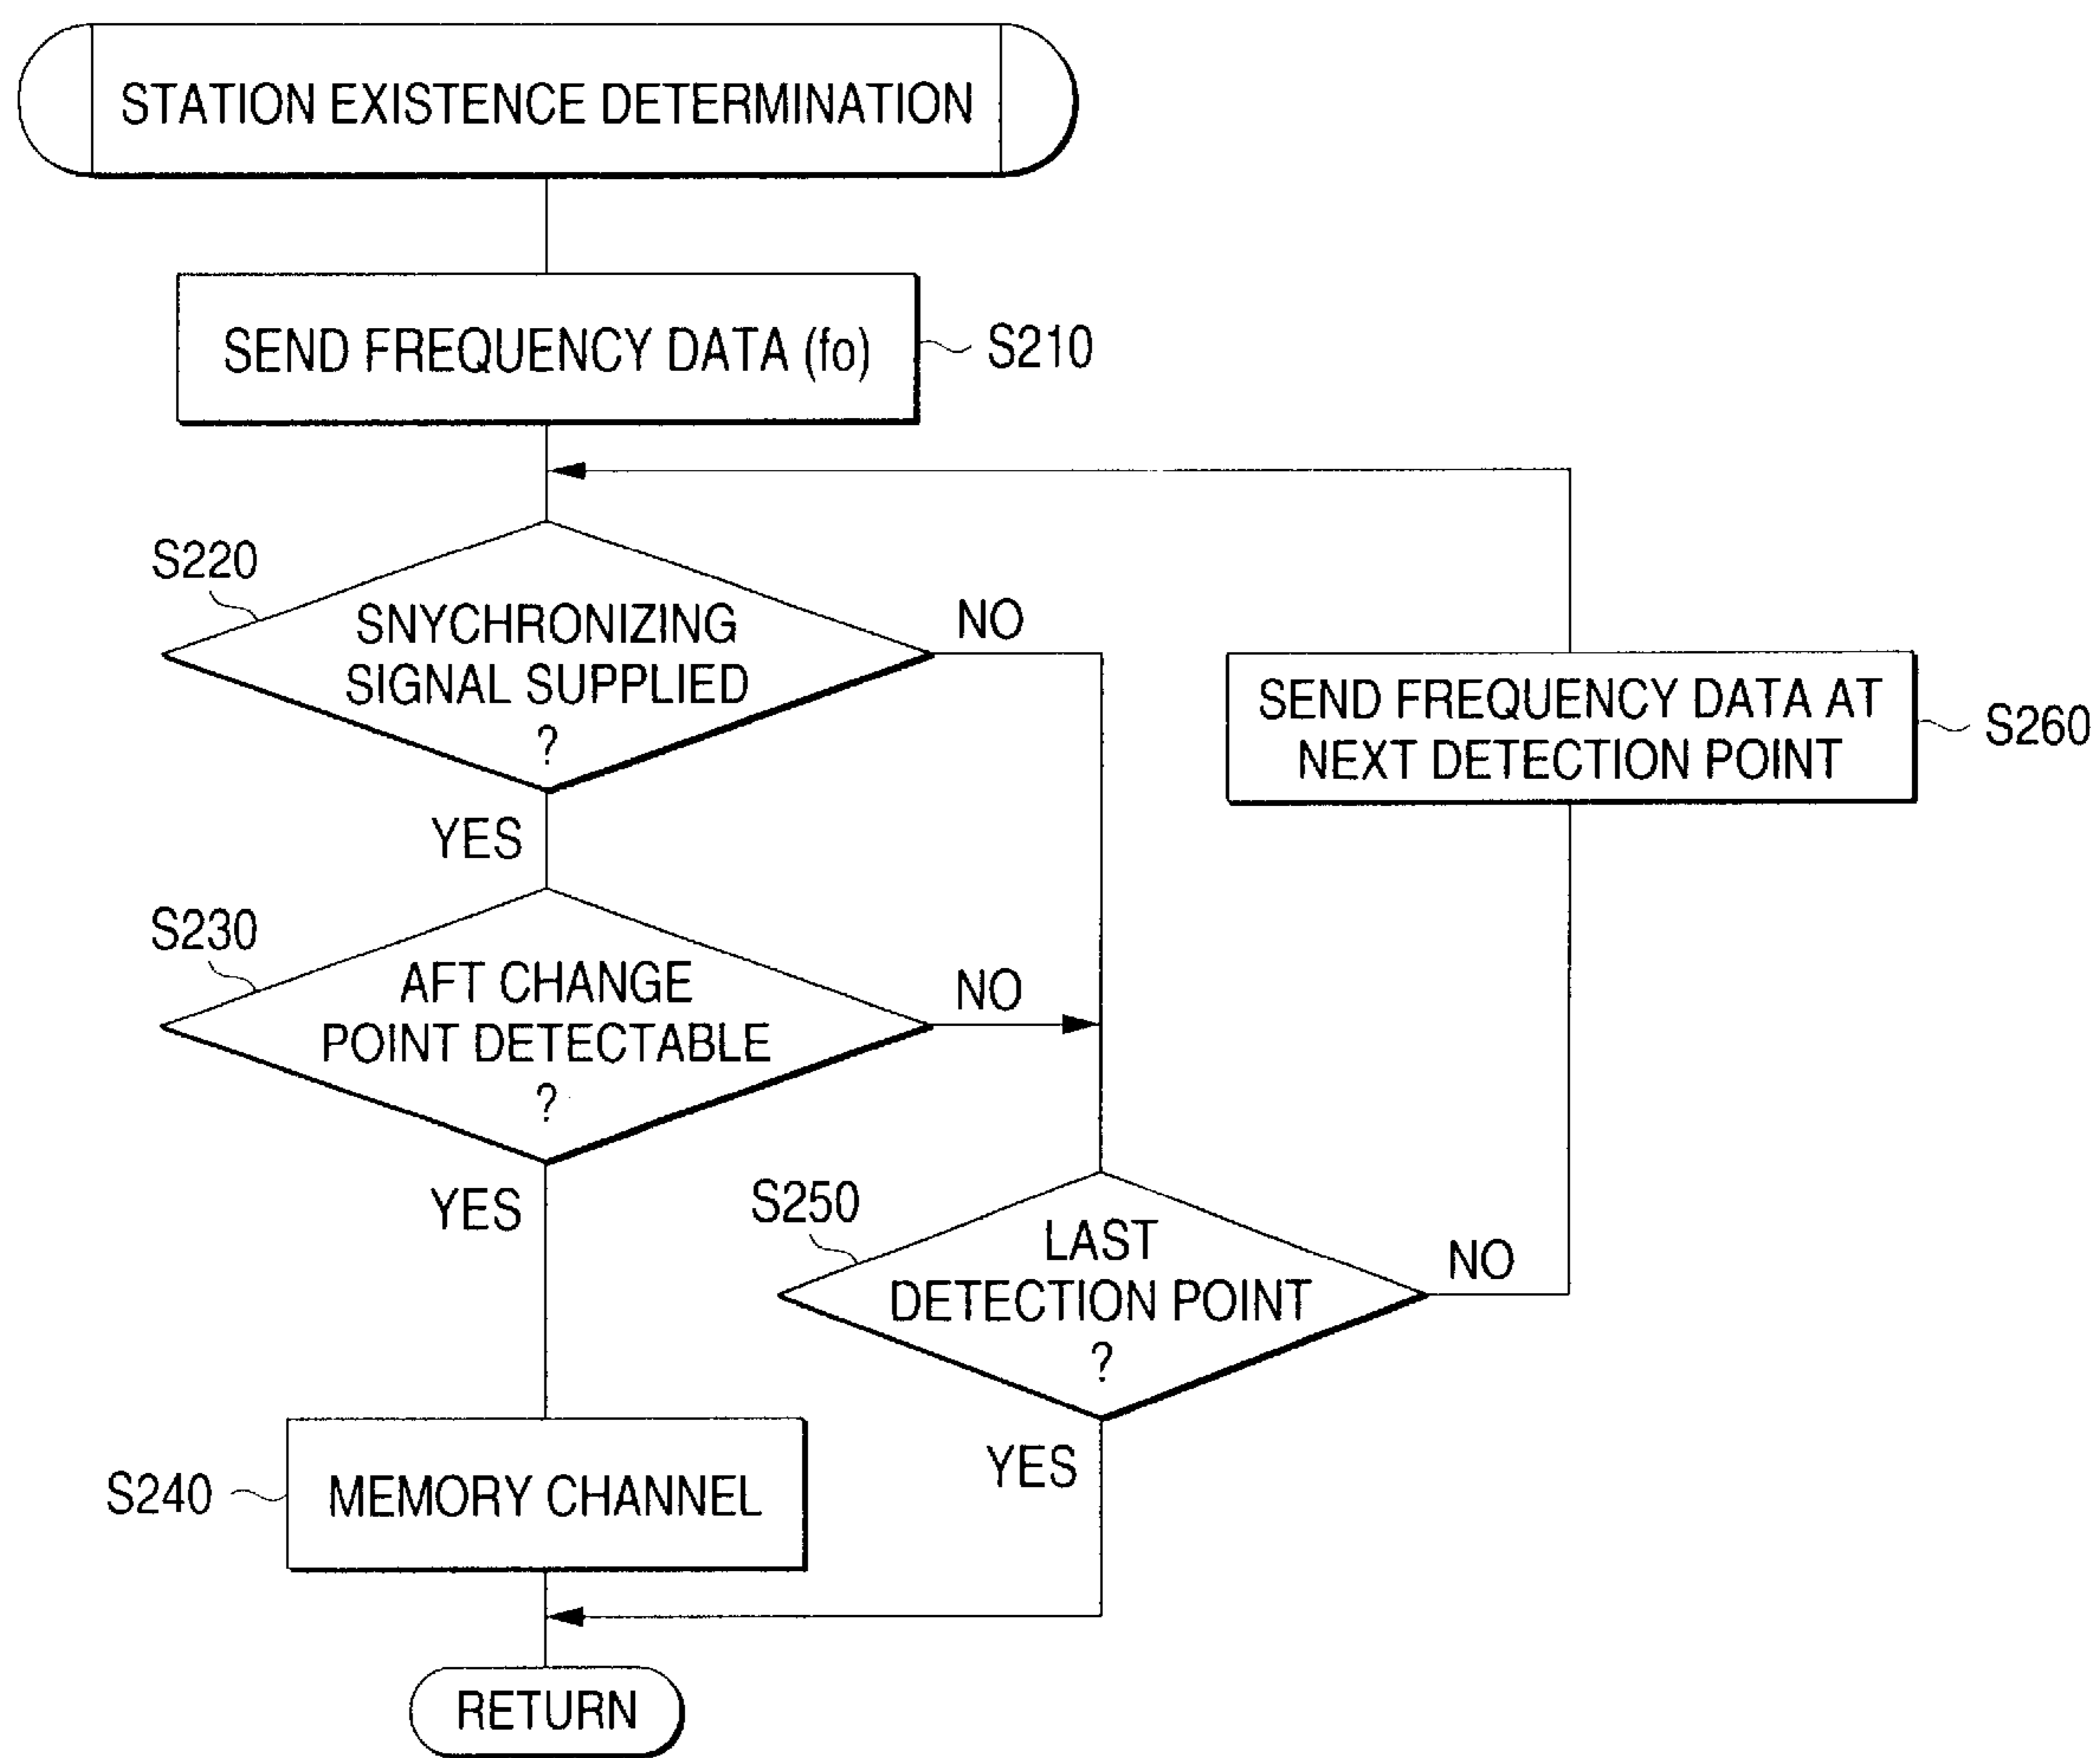 STATION EXISTENCE DETERMINATION
SEND FREQUENCY DATA (fo)
S210
S220
SNYCHRONIZING
SIGNAL SUPPLIED
?
NO
YES
SEND FREQUENCY DATA AT
NEXT DETECTION POINT
S260
S230
AFT CHANGE
POINT DETECTABLE
?
NO
YES
S250
LAST
DETECTION POINT
?
NO
YES
S240
MEMORY CHANNEL
RETURN